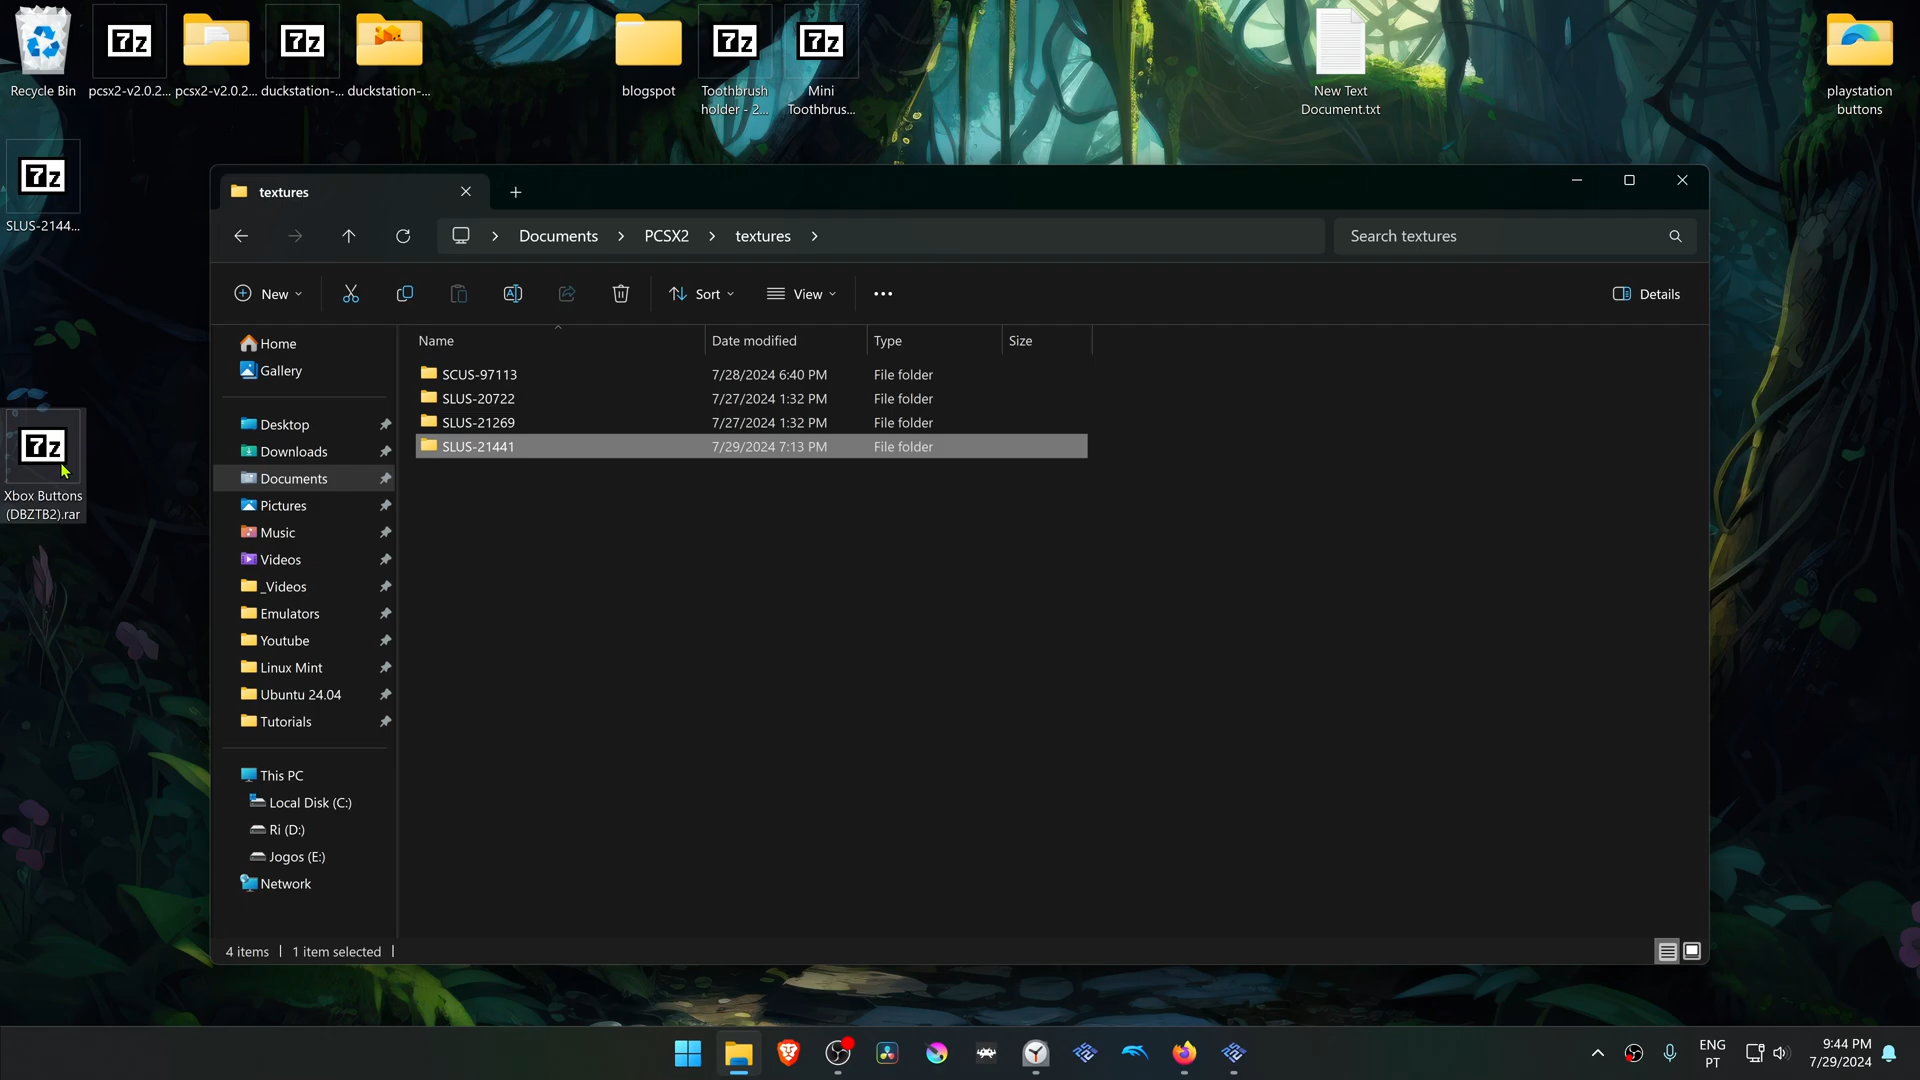 Recycle Bin
pcsx2-v2.0.2...
pcsx2-v2.0.2...
duckstation-...
duckstation-...
blogspot
Toothbrush
holder - 2...
Mini
Toothbrus...
New Text
Document.txt
playstation
buttons
7z
7z
7z
7z
7z
SLUS-2144...
7z
Xbox Buttons
(DBZTB2).rar
textures
Documents
PCSX2
textures
Search textures
New
Sort
View
Details
Name
Date modified
Type
Size
SCUS-97113 7/28/2024 6:40 PM File folder
SLUS-20722 7/27/2024 1:32 PM File folder
SLUS-21269 7/27/2024 1:32 PM File folder
SLUS-21441 7/29/2024 7:13 PM File folder
Home
Gallery
Desktop
Downloads
Documents
Pictures
Music
Videos
_Videos
Emulators
Youtube
Linux Mint
Ubuntu 24.04
Tutorials
This PC
Local Disk (C:)
Ri (D:)
Jogos (E:)
Network
4 items
1 item selected
ENG
PT
9:44 PM
7/29/2024